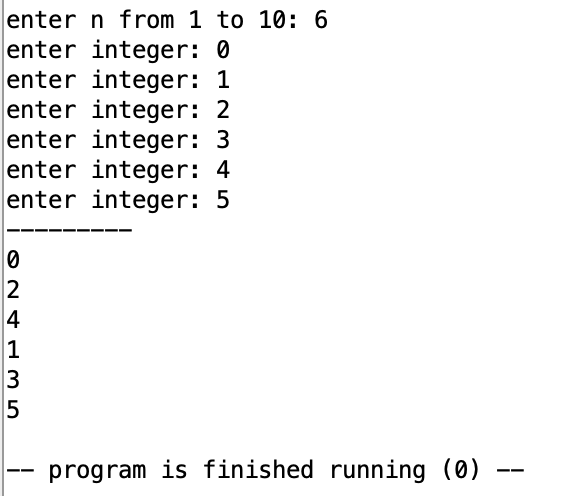 enter n from 1 to 10: 6
enter integer: 0
enter integer: 1
enter integer: 2
enter integer: 3
enter integer: 4
enter integer: 5
---------
0
2
4
1
3
5

-- program is finished running (0) --